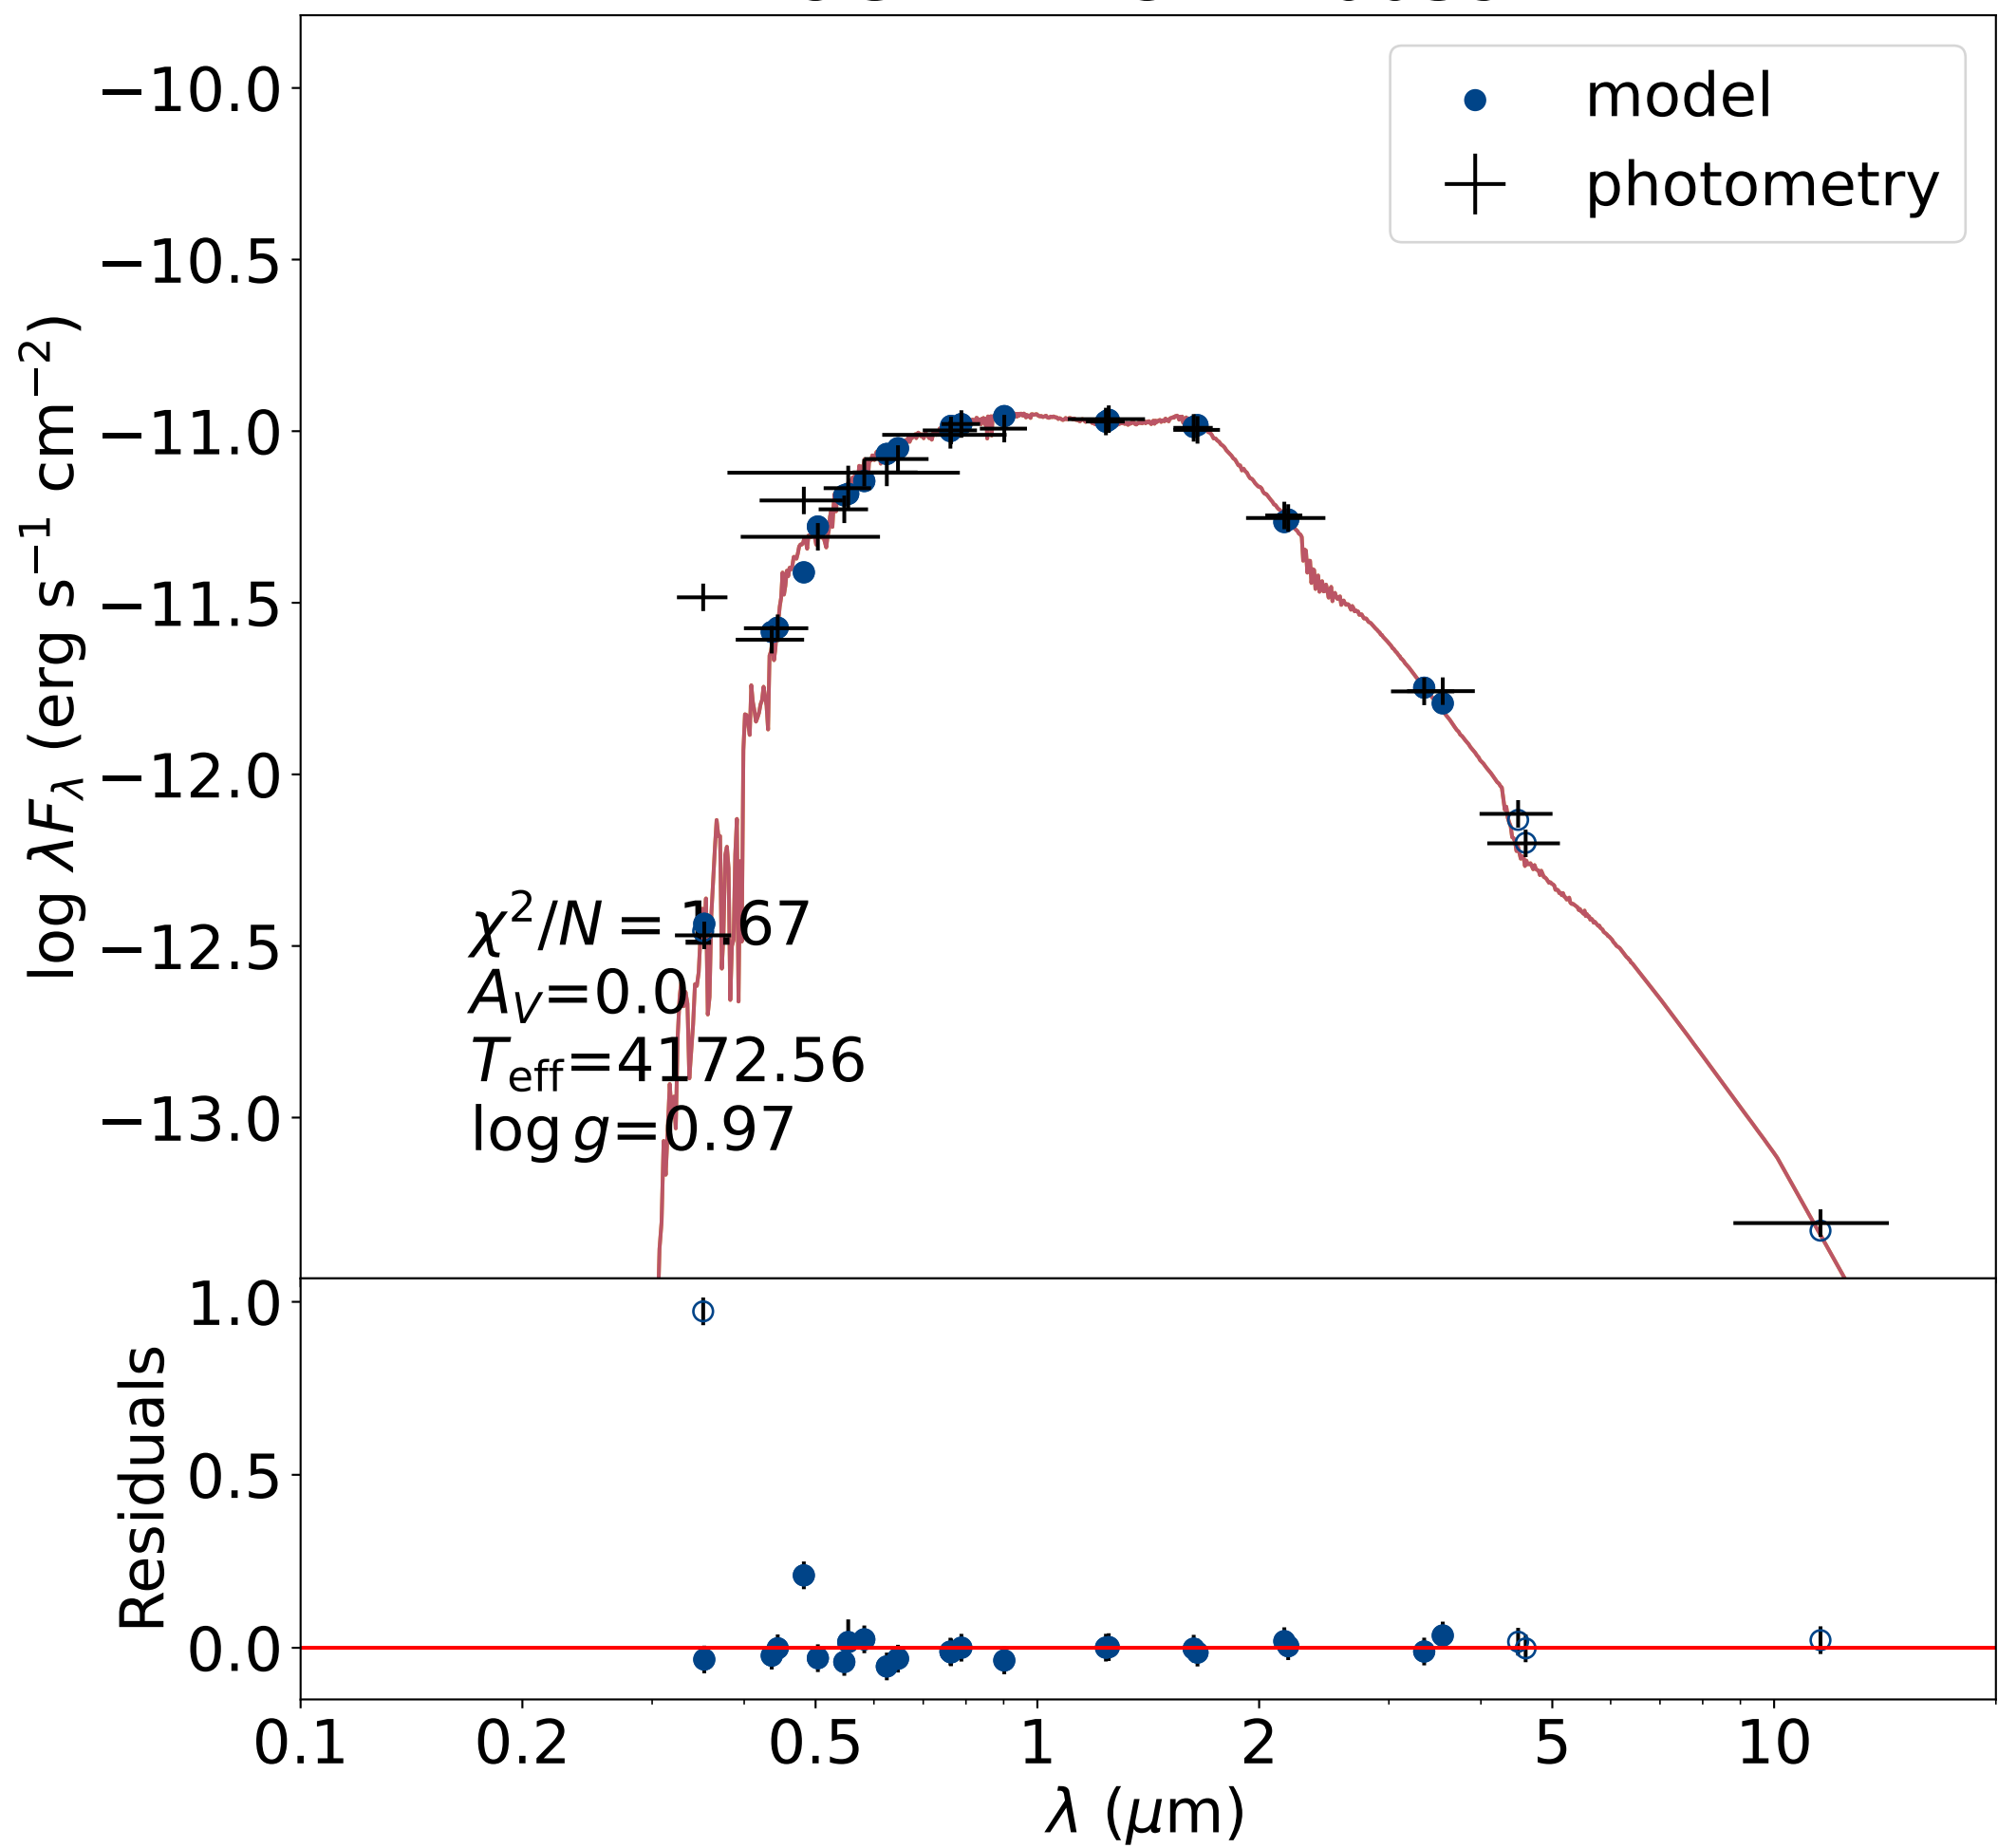 model
photometry
−10.0
−10.5
−11.0
−11.5
−12.0
−12.5
−13.0
log λF_λ (erg s⁻¹ cm⁻²)
χ²/N = 1.67
A_V=0.0
T_eff=4172.56
log g=0.97
1.0
0.5
0.0
Residuals
0.1 0.2 0.5 1 2 5 10
λ (μm)